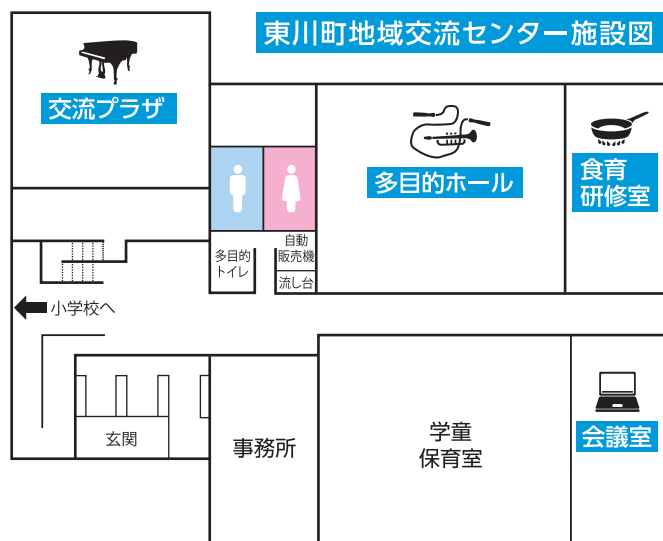 東川町地域交流センター施設図
交流プラザ
多目的ホール
食育
研修室
多目的
トイレ
自動
販売機
流し台
小学校へ
玄関
事務所
学童
保育室
会議室